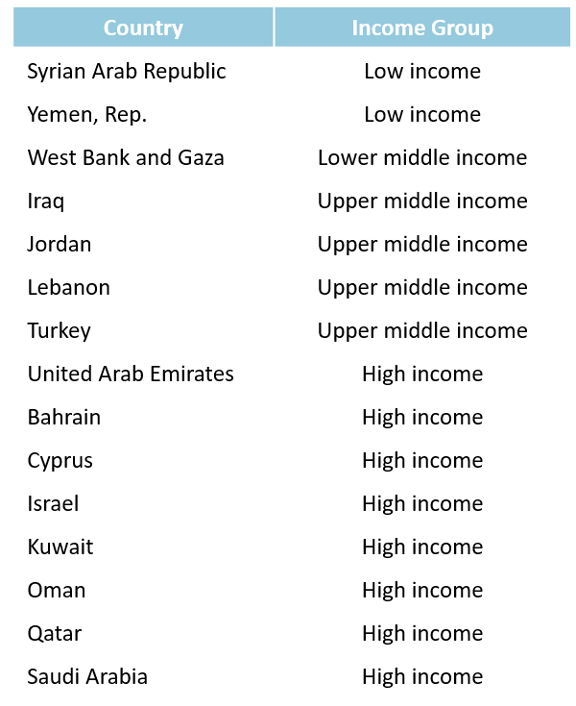 Country Income Group
Syrian Arab Republic Low income
Yemen, Rep. Low income
West Bank and Gaza Lower middle income
Iraq Upper middle income
Jordan Upper middle income
Lebanon Upper middle income
Turkey Upper middle income
United Arab Emirates High income
Bahrain High income
Cyprus High income
Israel High income
Kuwait High income
Oman High income
Qatar High income
Saudi Arabia High income